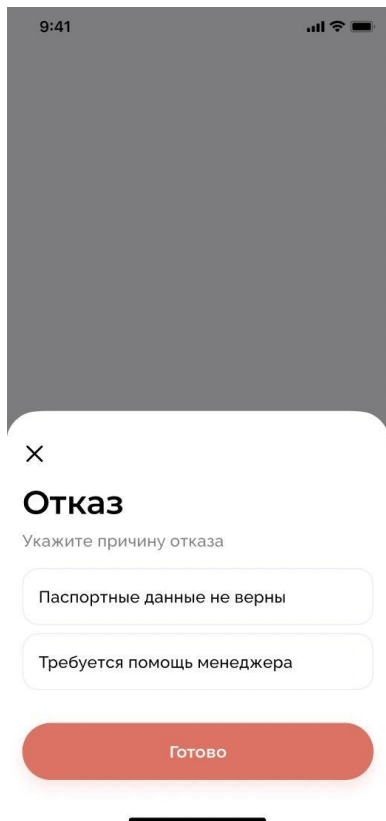 9:41
Отказ
Укажите причину отказа
Паспортные данные не верны
Требуется помощь менеджера
Готово